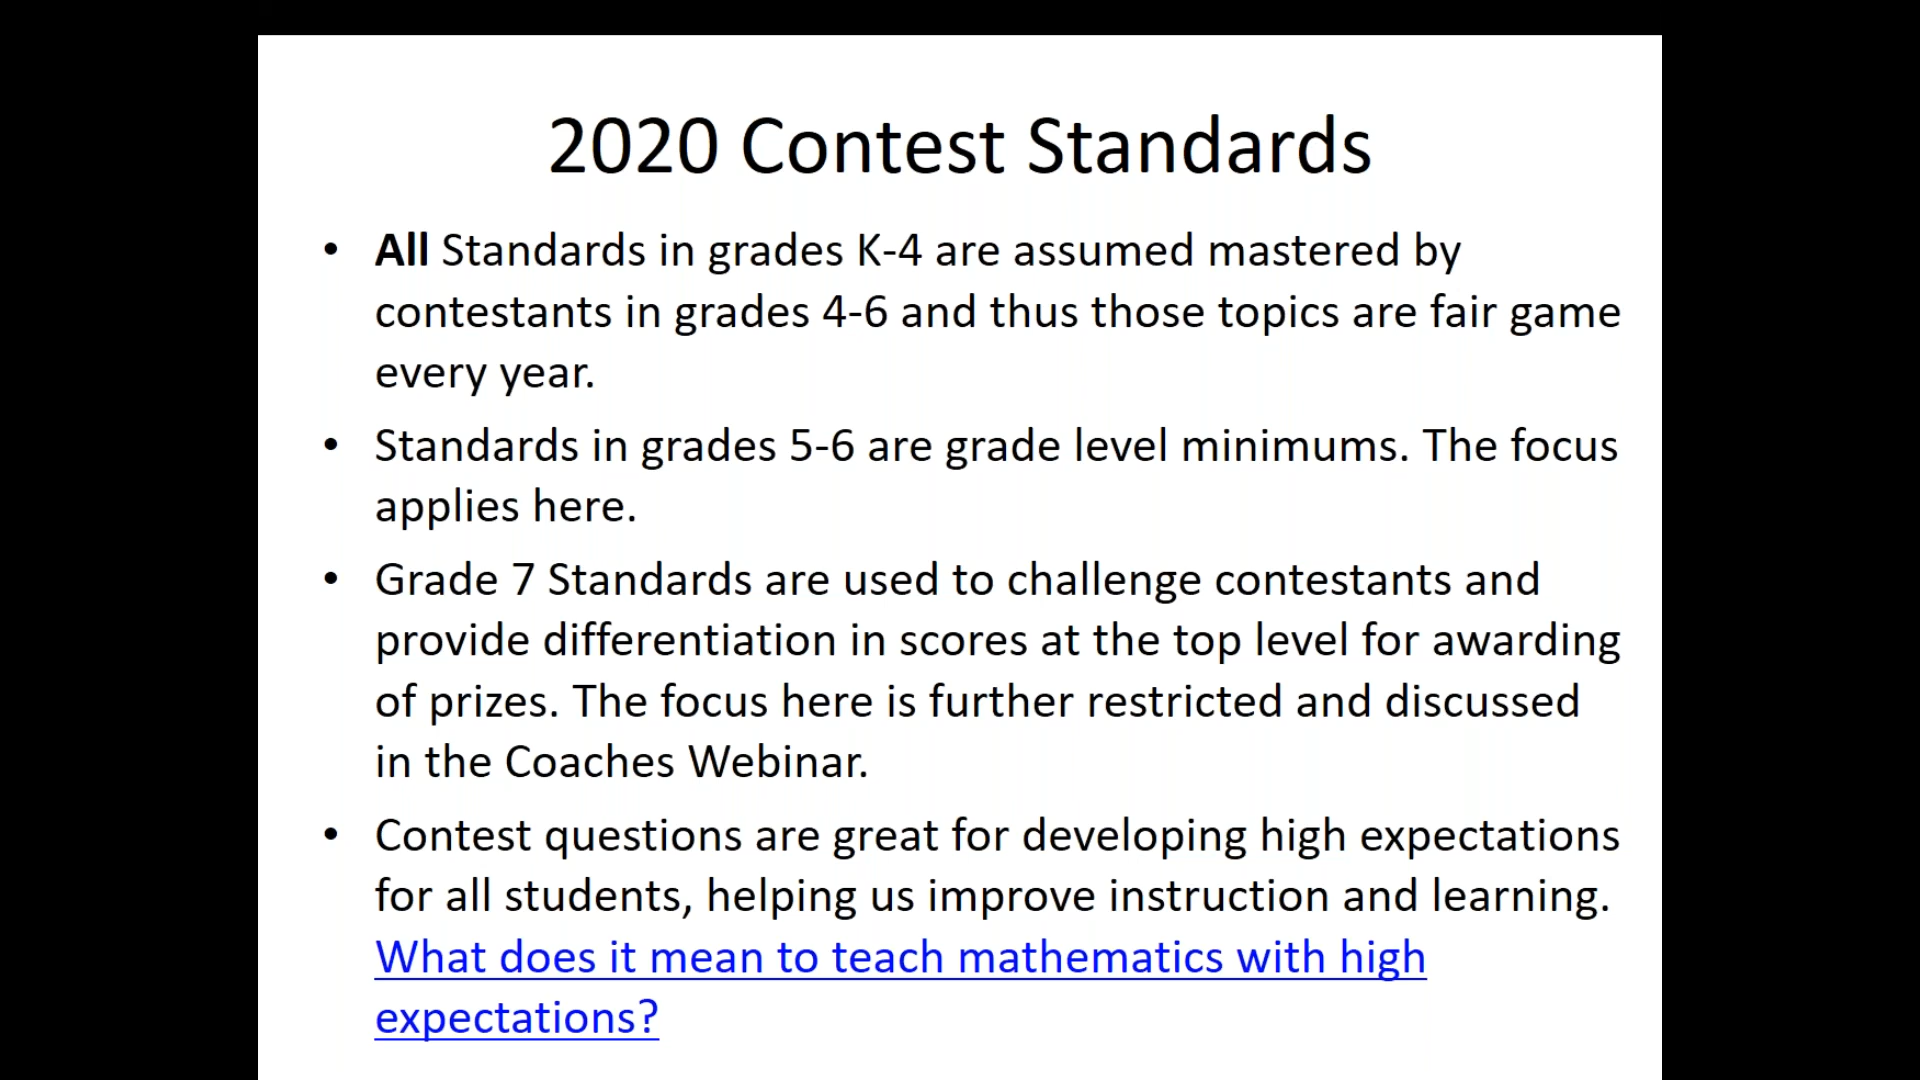 2020 Contest Standards
• All Standards in grades K-4 are assumed mastered by
contestants in grades 4-6 and thus those topics are fair game
every year.
• Standards in grades 5-6 are grade level minimums. The focus
applies here.
• Grade 7 Standards are used to challenge contestants and
provide differentiation in scores at the top level for awarding
of prizes. The focus here is further restricted and discussed
in the Coaches Webinar.
• Contest questions are great for developing high expectations
for all students, helping us improve instruction and learning.
What does it mean to teach mathematics with high
expectations?